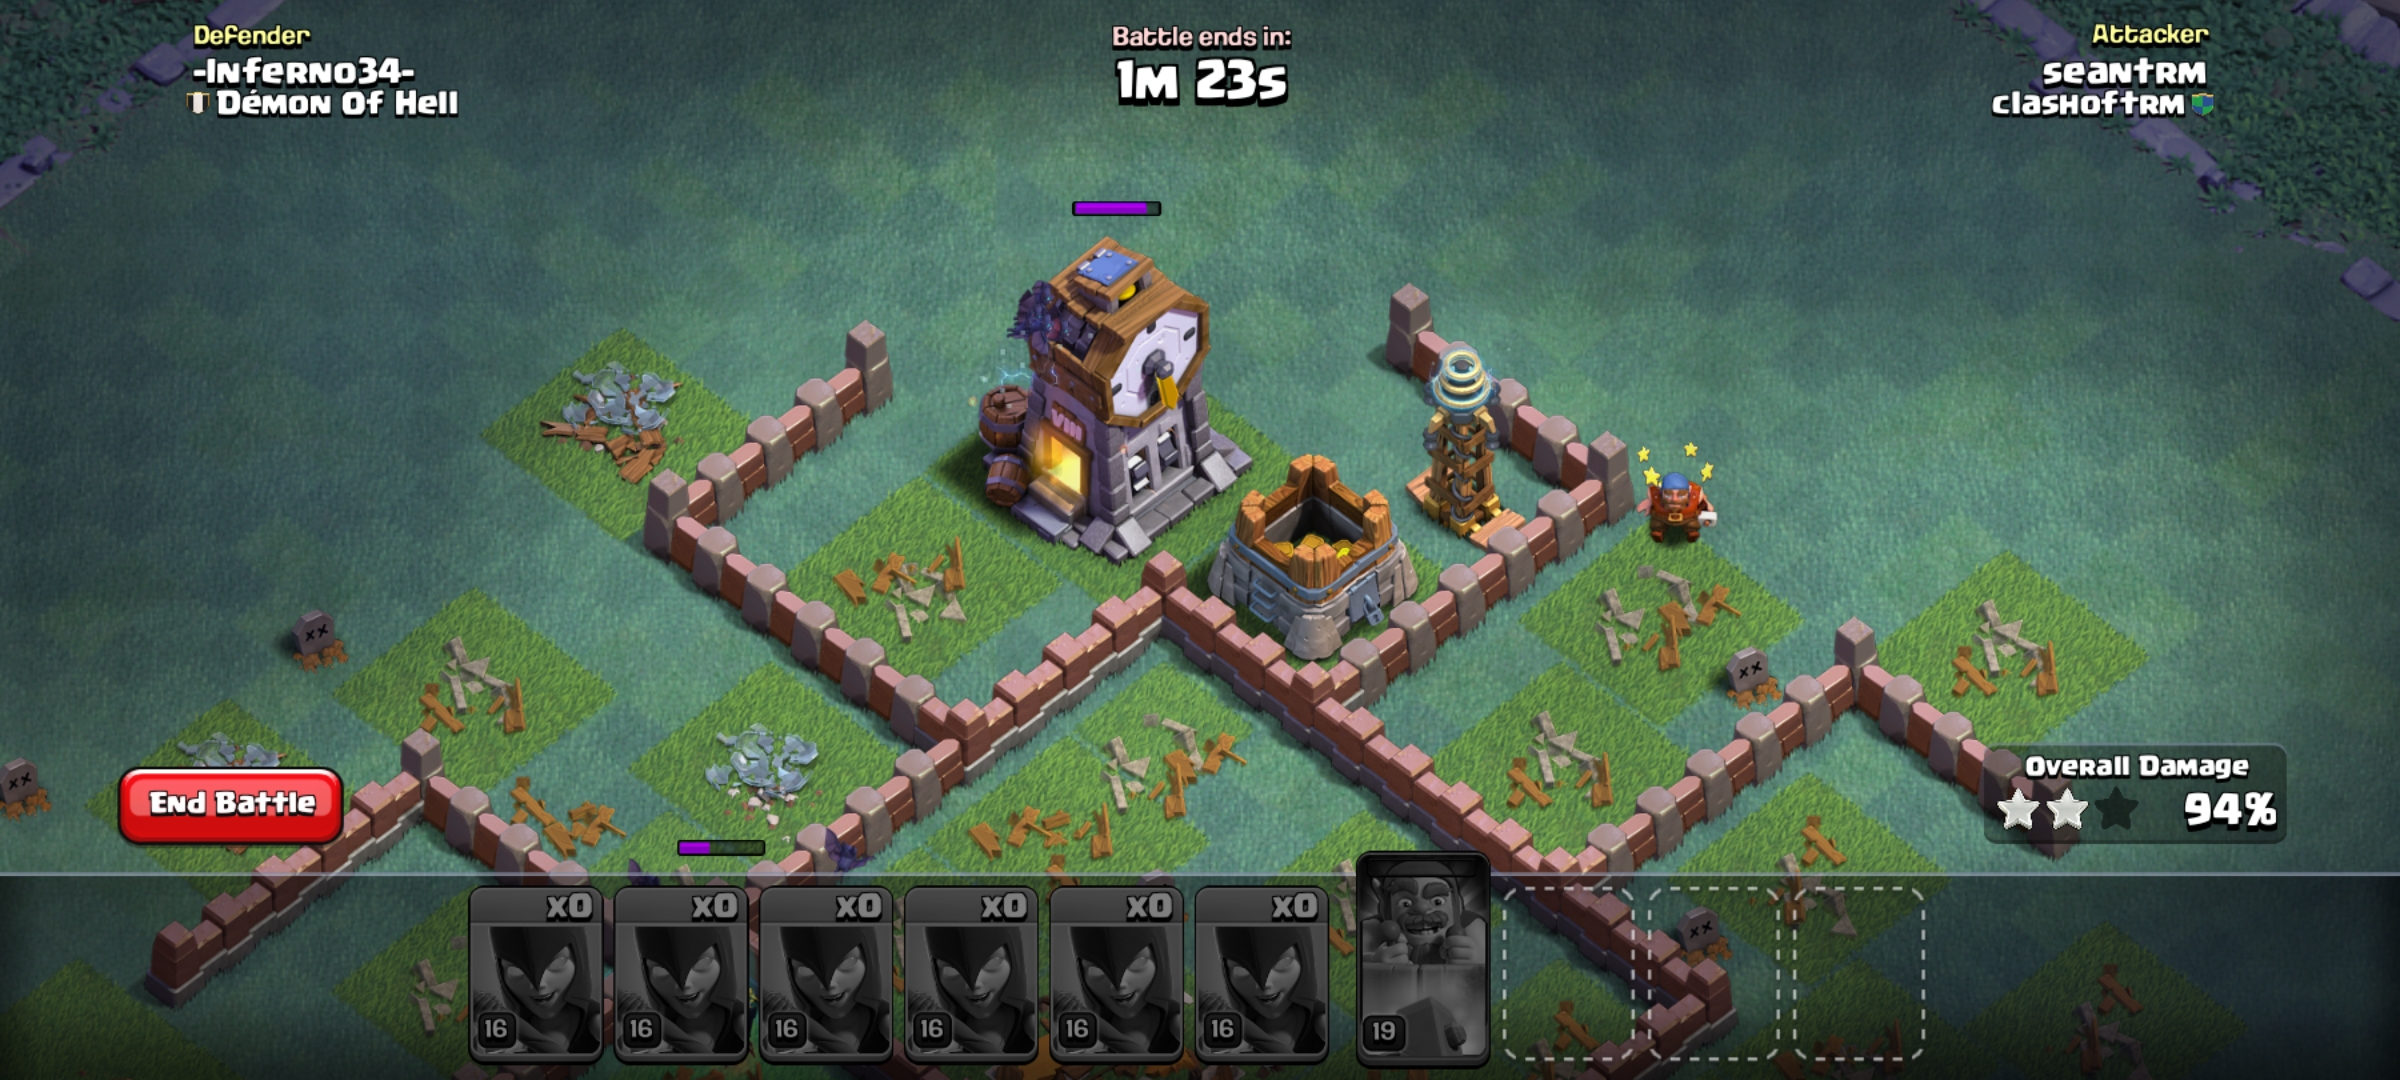 Defender
-Inferno34-
Démon Of Hell
Battle ends in:
1m 23s
Attacker
seantrm
clashoftrm
VIII
End Battle
Overall Damage
94%
x0 x0 x0 x0 x0 x0
16 16 16 16 16 16 19